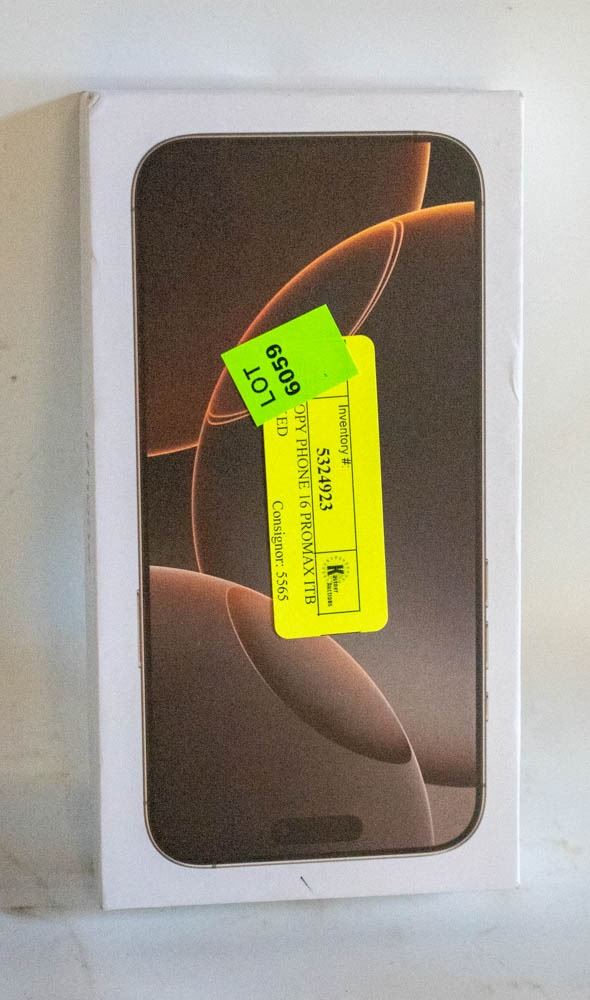 LOT
6059
Inventory #:
5324923
OPY PHONE 16 PROMAX 1TB
ED
Consignor: 5565